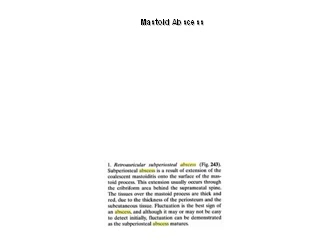 Mastoid Abscess
1. Retroauricular subperiosteal abscess (Fig. 243).
Subperiosteal abscess is a result of extension of the
coalescent mastoiditis onto the surface of the mas-
toid process. This extension usually occurs through
the cribriform area behind the suprameatal spine.
The tissues over the mastoid process are thick and
red, due to the thickness of the periosteum and the
subcutaneous tissue. Fluctuation is the best sign of
an abscess, and although it may or may not be easy
to detect initially, fluctuation can be demonstrated
as the subperiosteal abscess matures.